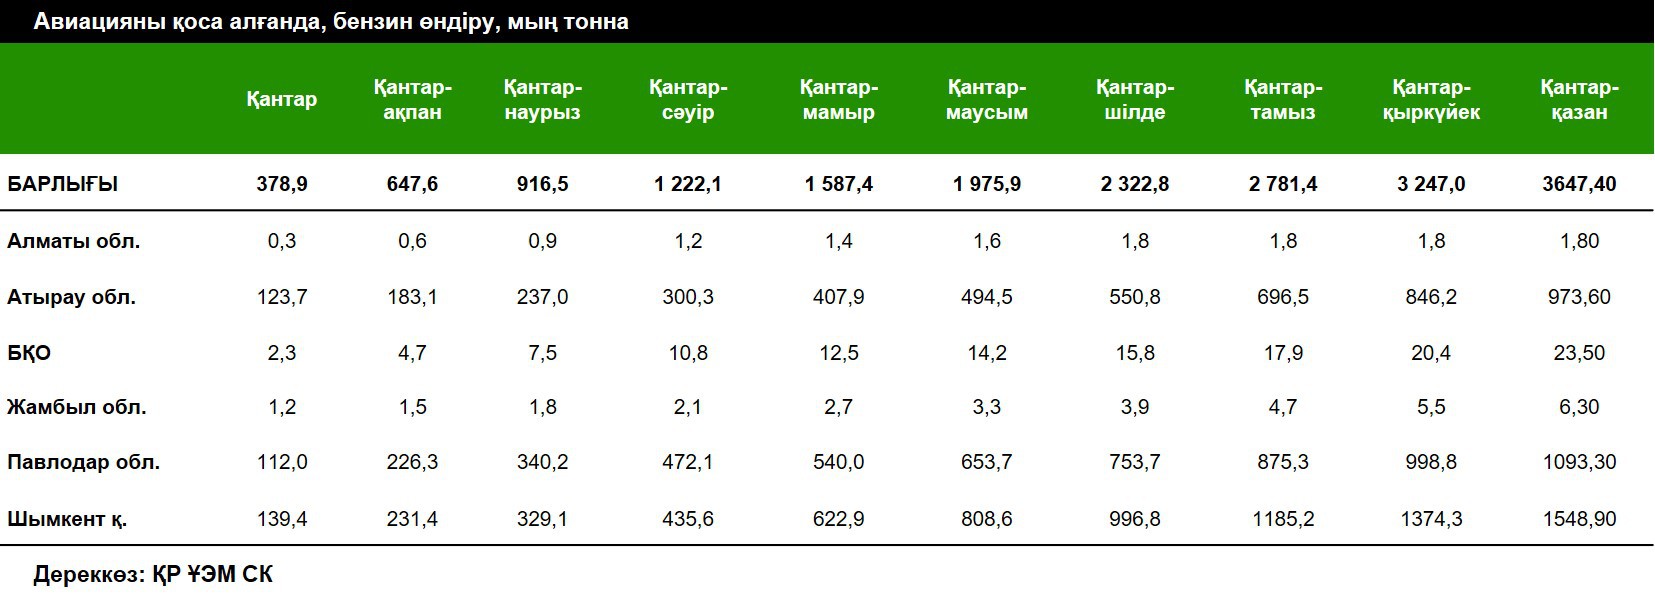 Авиацияны қоса алғанда, бензин өндіру, мың тонна
Қантар Қантар-ақпан Қантар-наурыз Қантар-сәуір Қантар-мамыр Қантар-маусым Қантар-шілде Қантар-тамыз Қантар-қыркүйек Қантар-қазан
БАРЛЫҒЫ 378,9 647,6 916,5 1 222,1 1 587,4 1 975,9 2 322,8 2 781,4 3 247,0 3647,40
Алматы обл. 0,3 0,6 0,9 1,2 1,4 1,6 1,8 1,8 1,8 1,80
Атырау обл. 123,7 183,1 237,0 300,3 407,9 494,5 550,8 696,5 846,2 973,60
БҚО 2,3 4,7 7,5 10,8 12,5 14,2 15,8 17,9 20,4 23,50
Жамбыл обл. 1,2 1,5 1,8 2,1 2,7 3,3 3,9 4,7 5,5 6,30
Павлодар обл. 112,0 226,3 340,2 472,1 540,0 653,7 753,7 875,3 998,8 1093,30
Шымкент қ. 139,4 231,4 329,1 435,6 622,9 808,6 996,8 1185,2 1374,3 1548,90
Дереккөз: ҚР ҰЭМ СК